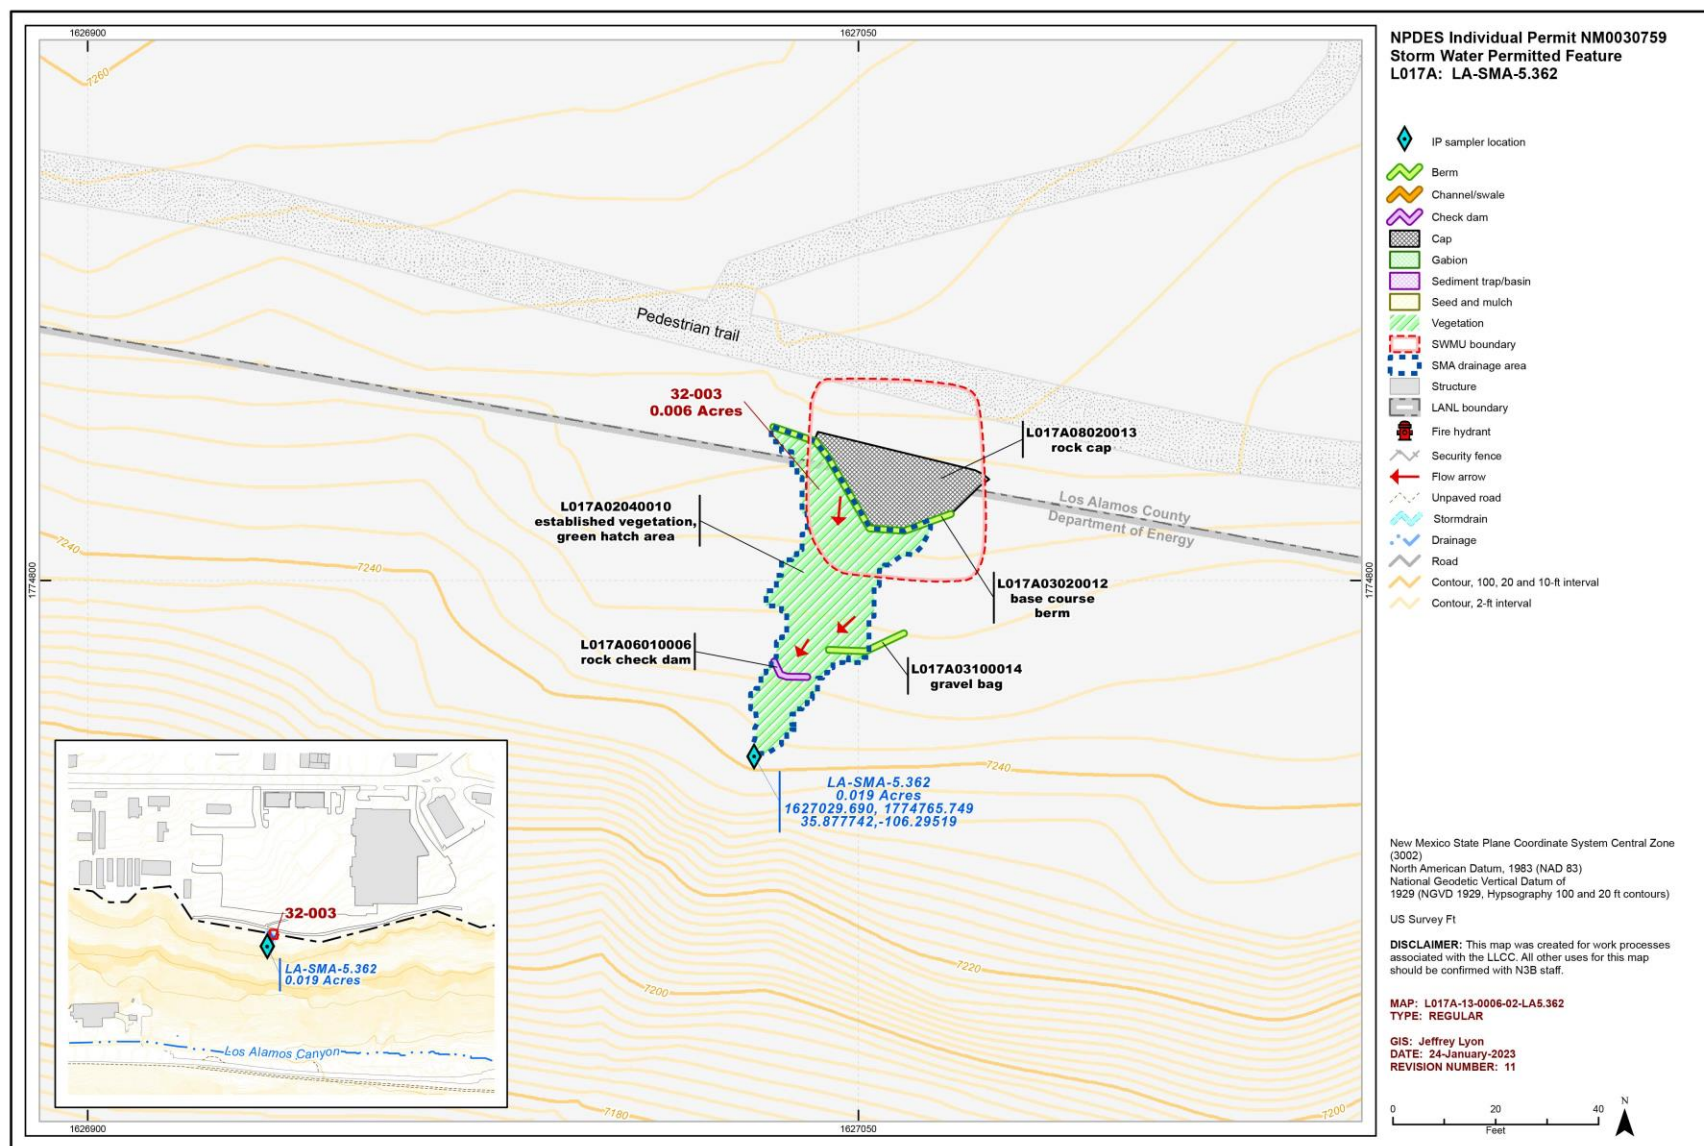 1626900
1627050
7260
Pedestrian trail
32-003
0.006 Acres
L017A08020013
rock cap
L017A02040010
established vegetation,
green hatch area
Los Alamos County
Department of Energy
1774800
1774800
7240
7240
L017A03020012
base course
berm
L017A06010006
rock check dam
L017A03100014
gravel bag
7240
LA-SMA-5.362
0.019 Acres
1627029.690, 1774765.749
35.877742,-106.29519
32-003
LA-SMA-5.362
0.019 Acres
Los Alamos Canyon
7220
7200
7180
7200
1626900
1627050
NPDES Individual Permit NM0030759
Storm Water Permitted Feature
L017A: LA-SMA-5.362
IP sampler location
Berm
Channel/swale
Check dam
Cap
Gabion
Sediment trap/basin
Seed and mulch
Vegetation
SWMU boundary
SMA drainage area
Structure
LANL boundary
Fire hydrant
Security fence
Flow arrow
Unpaved road
Stormdrain
Drainage
Road
Contour, 100, 20 and 10-ft interval
Contour, 2-ft interval
New Mexico State Plane Coordinate System Central Zone
(3002)
North American Datum, 1983 (NAD 83)
National Geodetic Vertical Datum of
1929 (NGVD 1929, Hypsography 100 and 20 ft contours)
US Survey Ft
DISCLAIMER: This map was created for work processes
associated with the LLCC. All other uses for this map
should be confirmed with N3B staff.
MAP: L017A-13-0006-02-LA5.362
TYPE: REGULAR
GIS: Jeffrey Lyon
DATE: 24-January-2023
REVISION NUMBER: 11
0 20 40
Feet
N